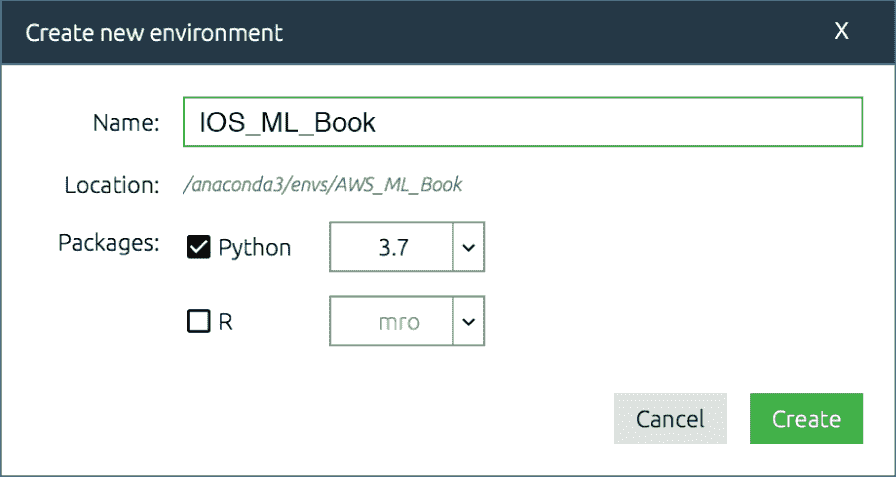 Create new environment X
Name: IOS_ML_Book
Location: /anaconda3/envs/AWS_ML_Book
Packages: Python 3.7
R mro
Cancel Create